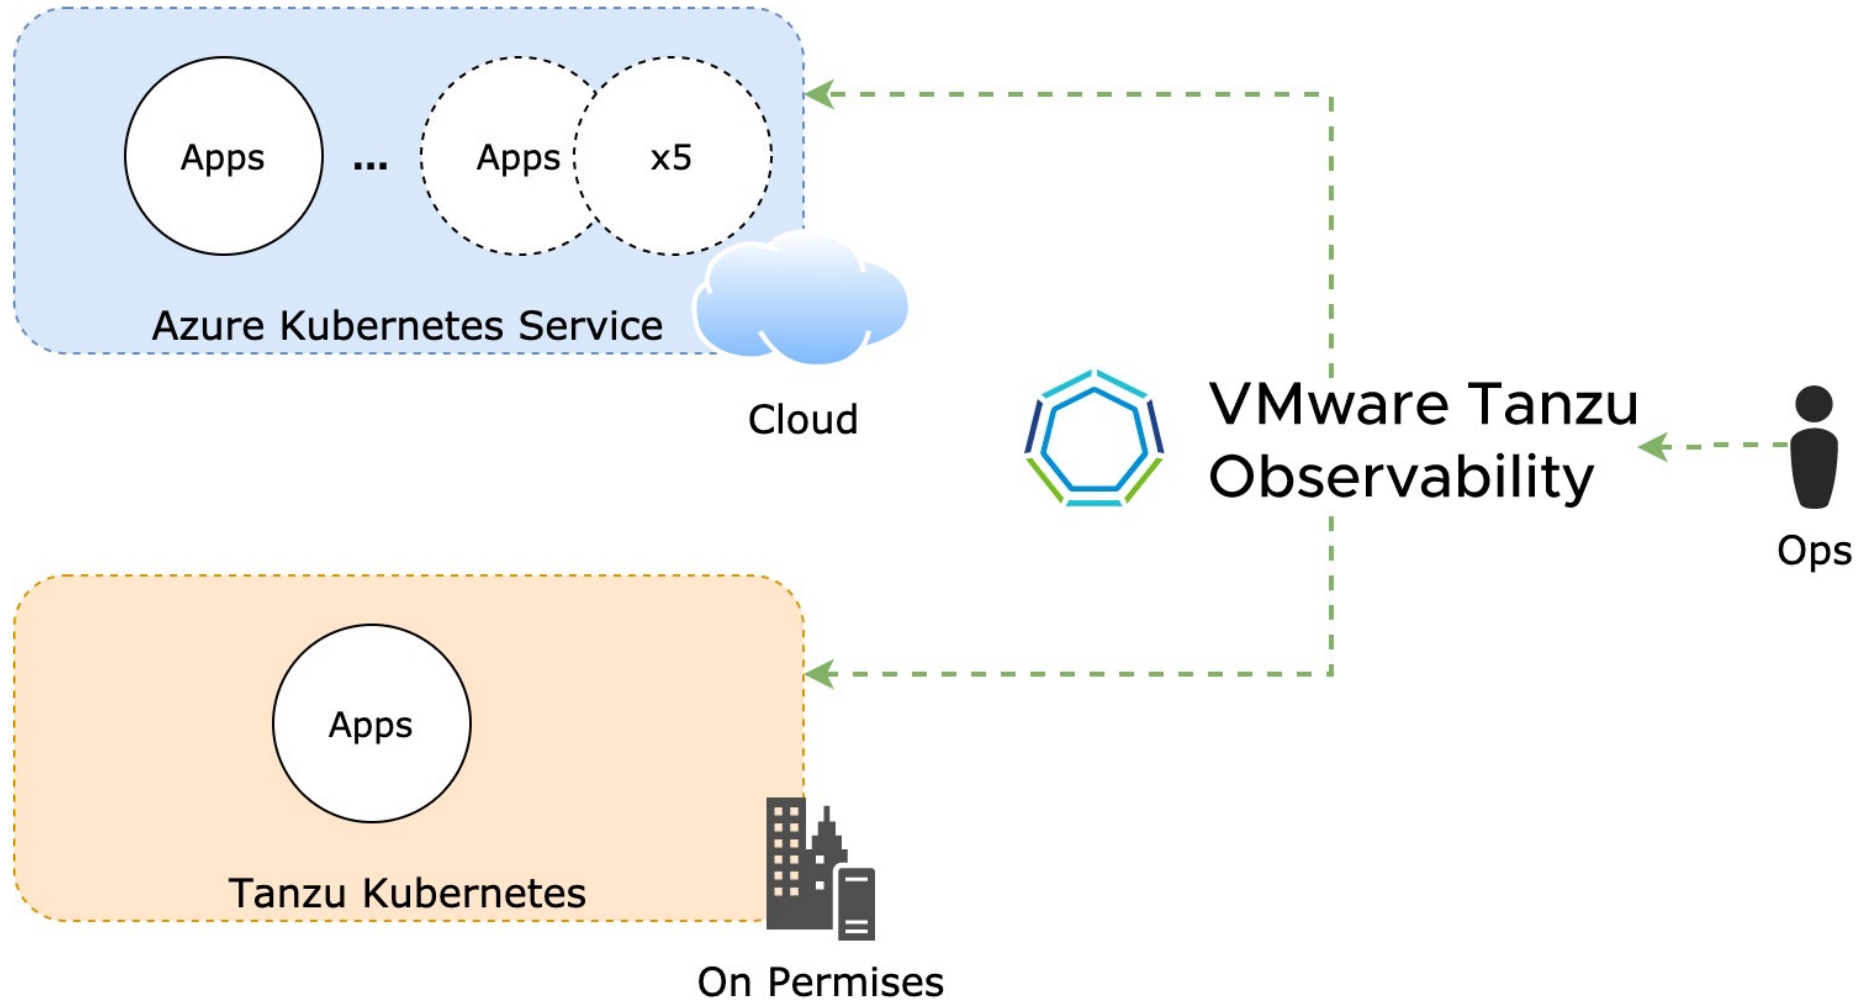 Apps ... Apps x5
Azure Kubernetes Service
Cloud
VMware Tanzu
Observability
Ops
Apps
Tanzu Kubernetes
On Permises